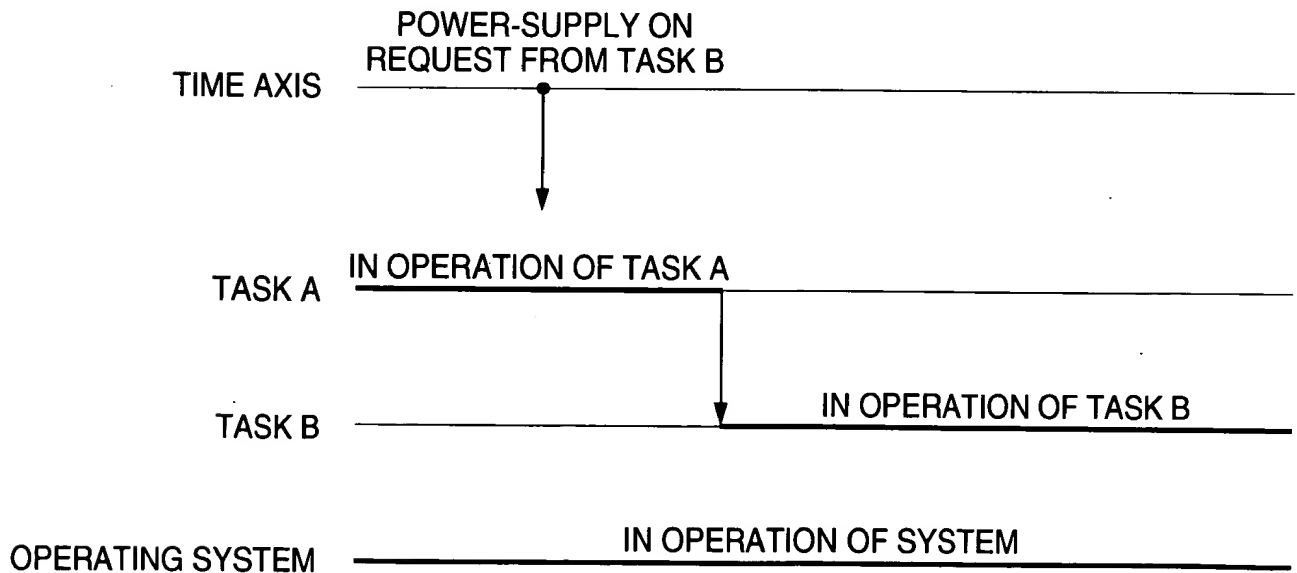 POWER-SUPPLY ON
REQUEST FROM TASK B
TIME AXIS
IN OPERATION OF TASK A
TASK A
IN OPERATION OF TASK B
TASK B
IN OPERATION OF SYSTEM
OPERATING SYSTEM